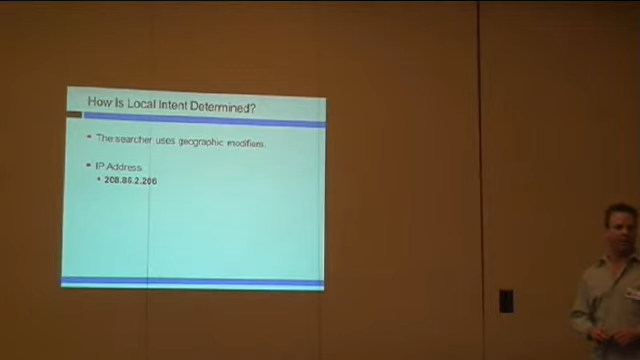 How Is Local Intent Determined?
The searcher uses geographic modifiers.
IP Address
208.86.2.206